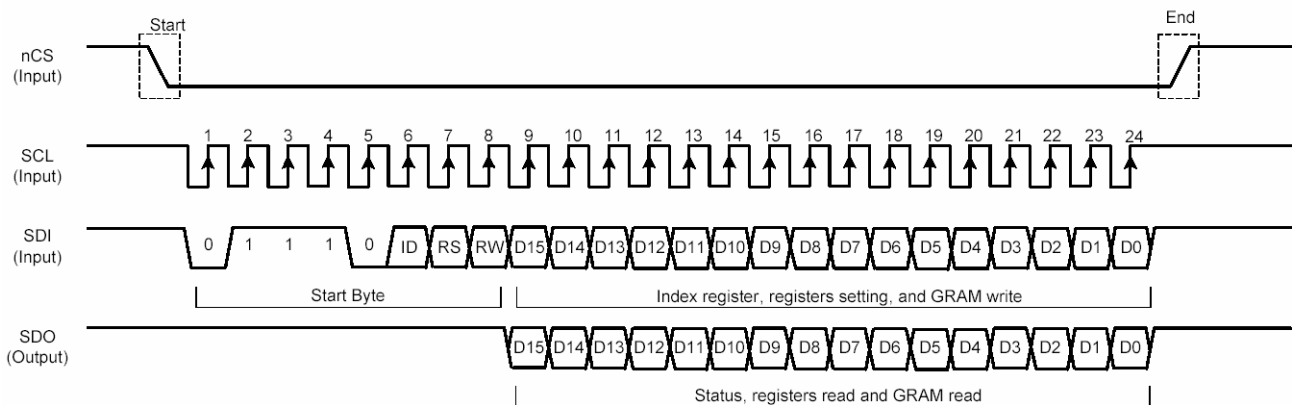 Start End
nCS
(Input)
1 2 3 4 5 6 7 8 9 10 11 12 13 14 15 16 17 18 19 20 21 22 23 24
SCL
(Input)
SDI
(Input)
0 1 1 1 0 ID RS RW D15 D14 D13 D12 D11 D10 D9 D8 D7 D6 D5 D4 D3 D2 D1 D0
Start Byte Index register, registers setting, and GRAM write
SDO
(Output)
D15 D14 D13 D12 D11 D10 D9 D8 D7 D6 D5 D4 D3 D2 D1 D0
Status, registers read and GRAM read